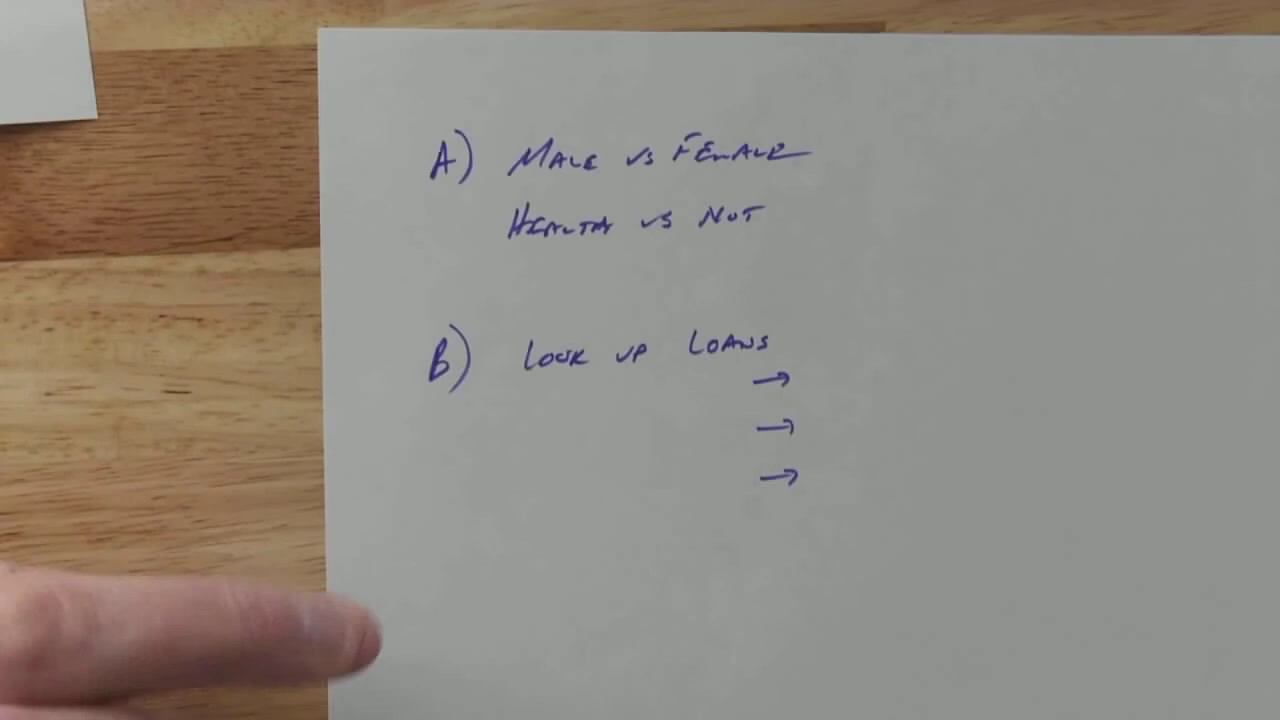 A) MALE VS FEMALE
HEALTHY VS NOT
B) LOOK UP LOANS
→
→
→